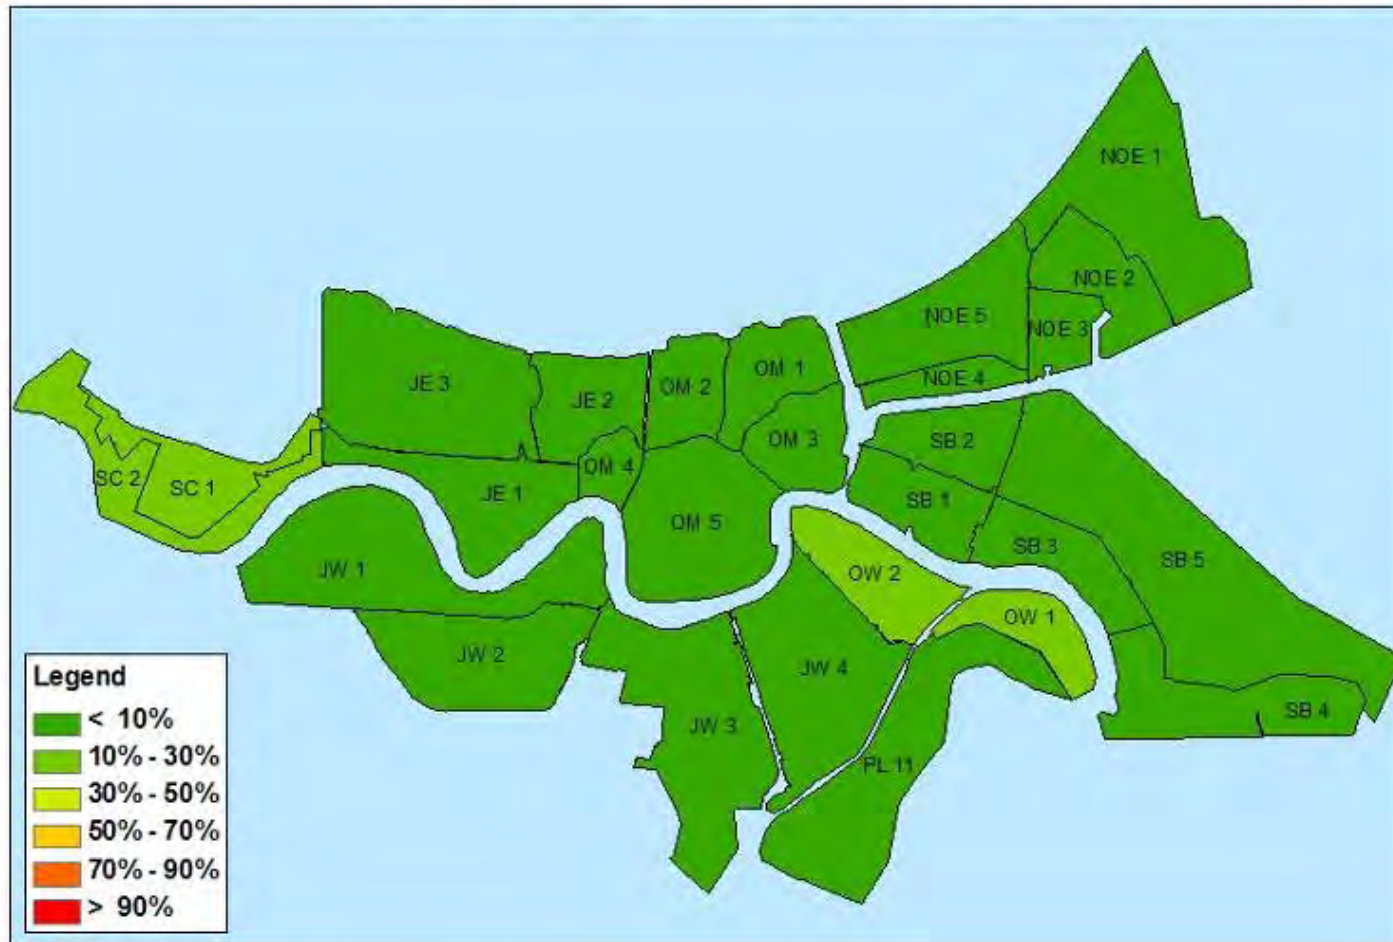 NOE 1
NOE 2
NOE 5
NOE 3
NOE 4
JE 3
JE 2
OM 2
OM 1
OM 3
OM 4
SB 2
SC 2
SC 1
JE 1
OM 5
SB 1
SB 3
SB 5
JW 1
OW 2
OW 1
JW 2
JW 4
JW 3
SB 4
PL 11
Legend
< 10%
10% - 30%
30% - 50%
50% - 70%
70% - 90%
> 90%